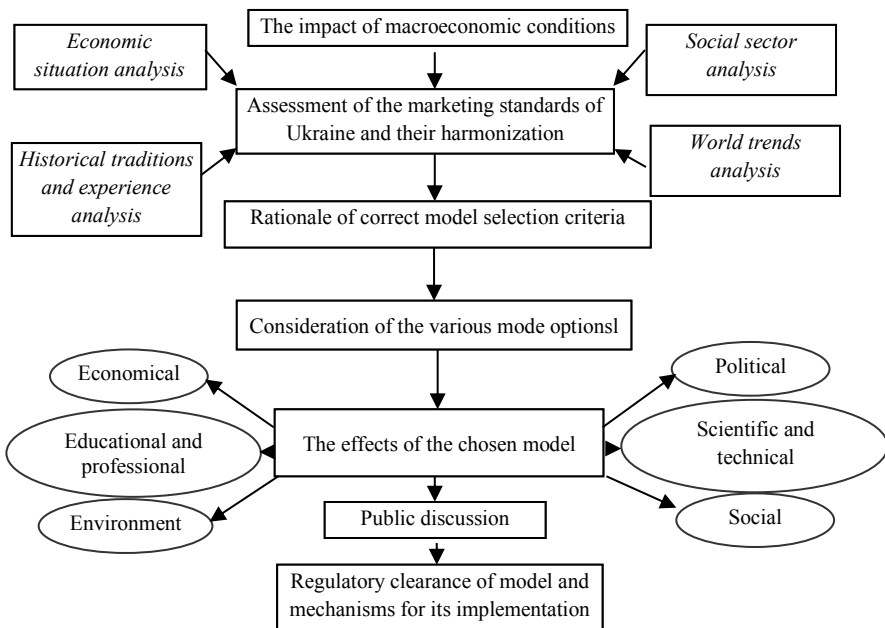 The impact of macroeconomic conditions
Economic
situation analysis
Social sector
analysis
Assessment of the marketing standards of
Ukraine and their harmonization
Historical traditions
and experience
analysis
World trends
analysis
Rationale of correct model selection criteria
Consideration of the various mode optionsl
Economical
Political
Educational and
professional
The effects of the chosen model
Scientific and
technical
Environment
Public discussion
Social
Regulatory clearance of model and
mechanisms for its implementation